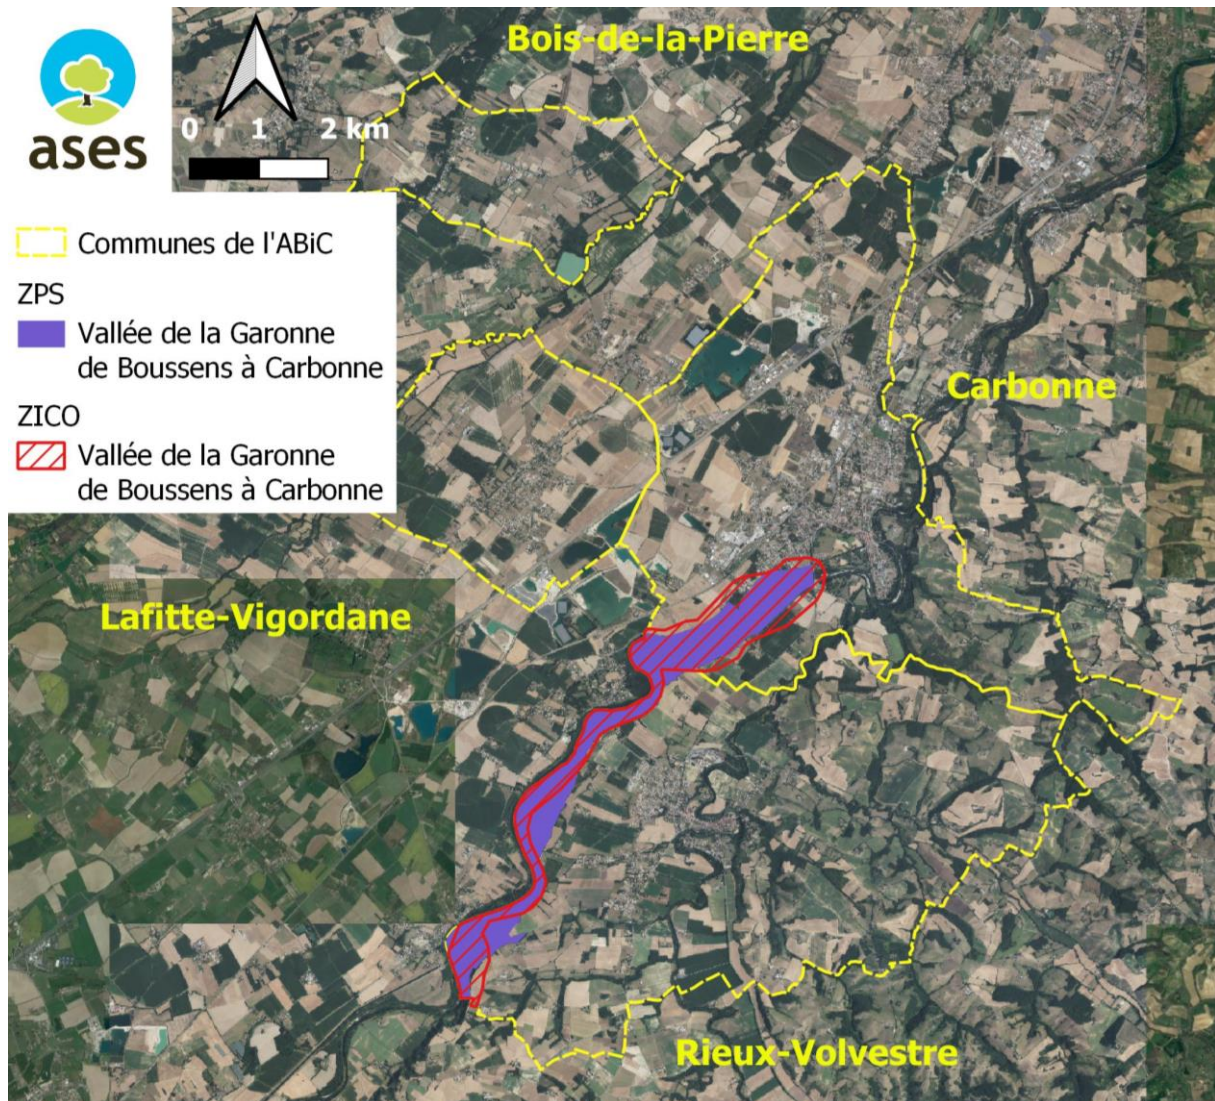 Bois-de-la-Pierre
ases
0 1 2 km
Communes de l'ABiC
ZPS
Vallée de la Garonne
de Boussens à Carbonne
ZICO
Vallée de la Garonne
de Boussens à Carbonne
Carbonne
Lafitte-Vigordane
Rieux-Volvestre